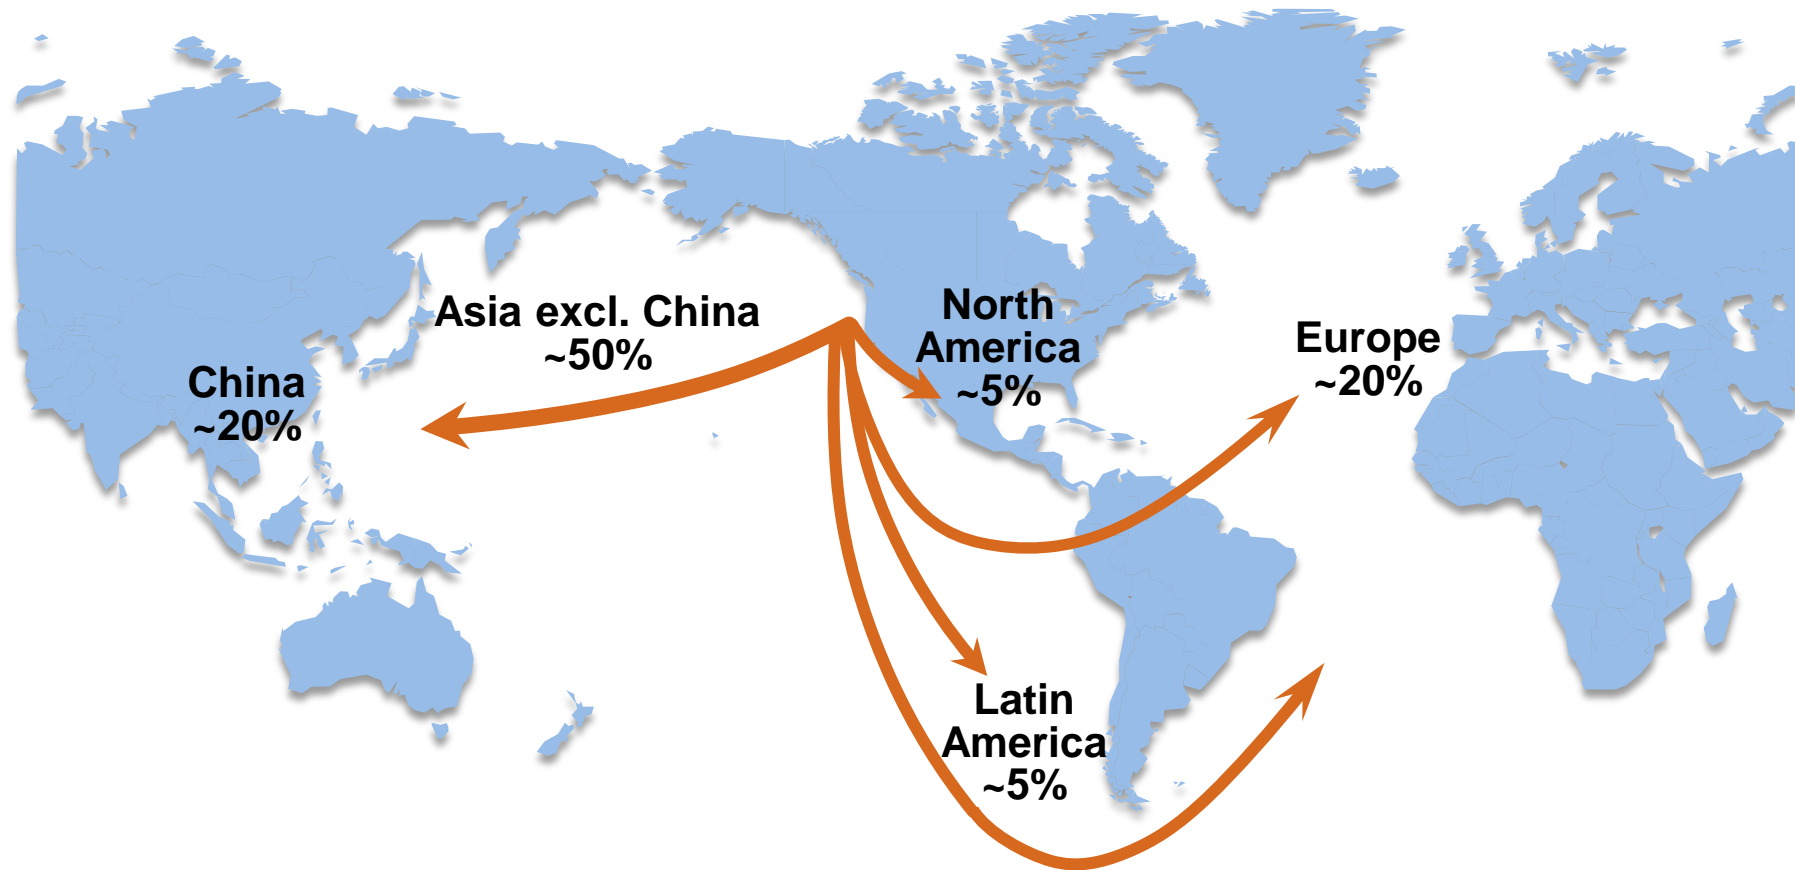 Asia excl. China
~50%
China
~20%
North
America
~5%
Europe
~20%
Latin
America
~5%